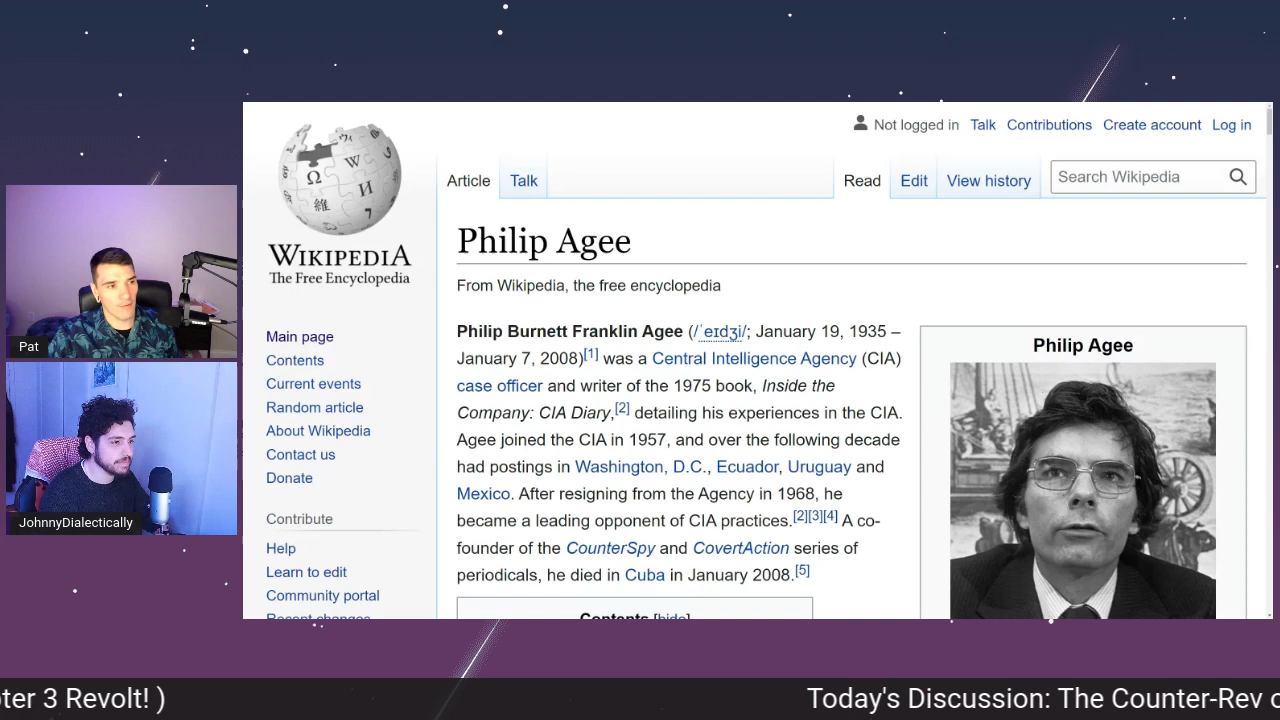 Not logged in Talk Contributions Create account Log in
Article Talk Read Edit View history Search Wikipedia
Ω W И 維 7
WIKIPEDIA
The Free Encyclopedia
Main page
Contents
Current events
Random article
About Wikipedia
Contact us
Donate
Contribute
Help
Learn to edit
Community portal
Recent changes
Philip Agee
From Wikipedia, the free encyclopedia
Philip Burnett Franklin Agee (/ˈeɪdʒi/; January 19, 1935 –
January 7, 2008)[1] was a Central Intelligence Agency (CIA)
case officer and writer of the 1975 book, Inside the
Company: CIA Diary,[2] detailing his experiences in the CIA.
Agee joined the CIA in 1957, and over the following decade
had postings in Washington, D.C., Ecuador, Uruguay and
Mexico. After resigning from the Agency in 1968, he
became a leading opponent of CIA practices.[2][3][4] A co-
founder of the CounterSpy and CovertAction series of
periodicals, he died in Cuba in January 2008.[5]
Contents [hide]
Philip Agee
Pat
JohnnyDialectically
ter 3 Revolt! ) Today's Discussion: The Counter-Rev